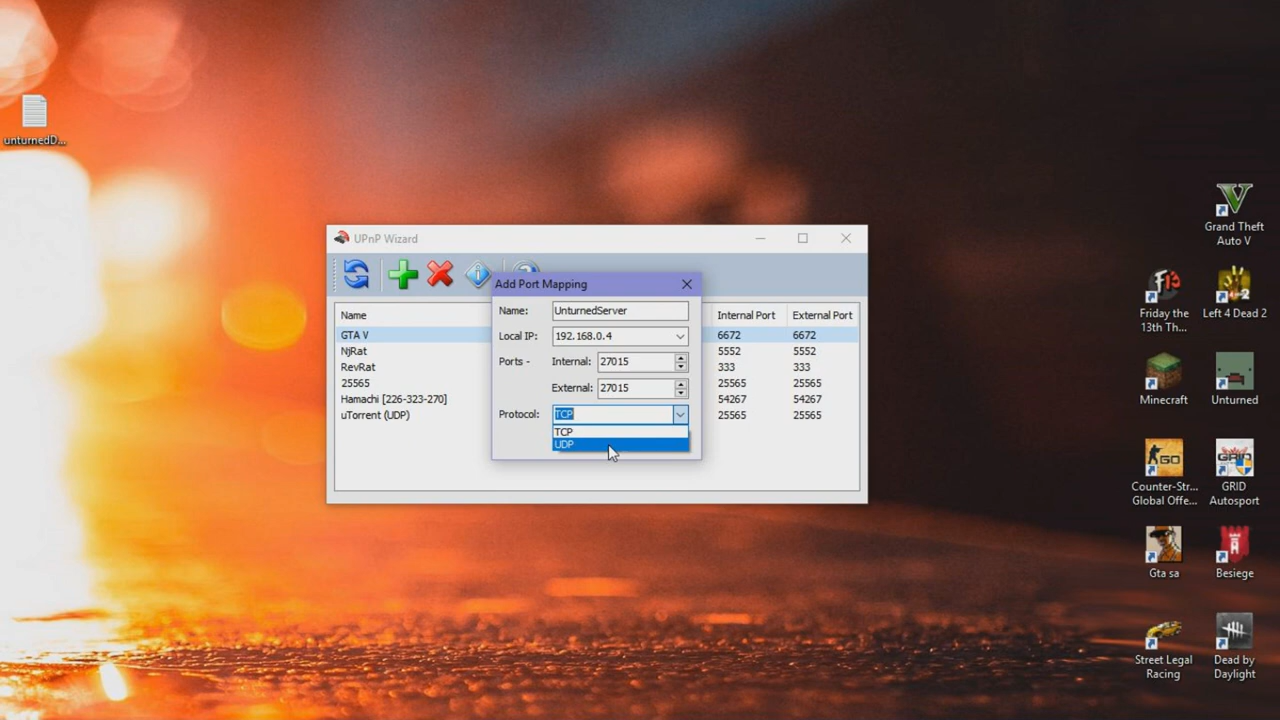 unturnedD...
UPnP Wizard
Add Port Mapping
Name: UnturnedServer
Local IP: 192.168.0.4
Ports - Internal: 27015
External: 27015
Protocol: TCP
TCP
UDP
Name Internal Port External Port
GTA V 6672 6672
NjRat 5552 5552
RevRat 333 333
25565 25565 25565
Hamachi [226-323-270] 54267 54267
uTorrent (UDP) 25565 25565
Grand Theft
Auto V
Friday the
13th Th...
Left 4 Dead 2
Minecraft
Unturned
GO
Counter-Str...
Global Offe...
GRID
GRID
Autosport
Gta sa
Besiege
Street Legal
Racing
Dead by
Daylight